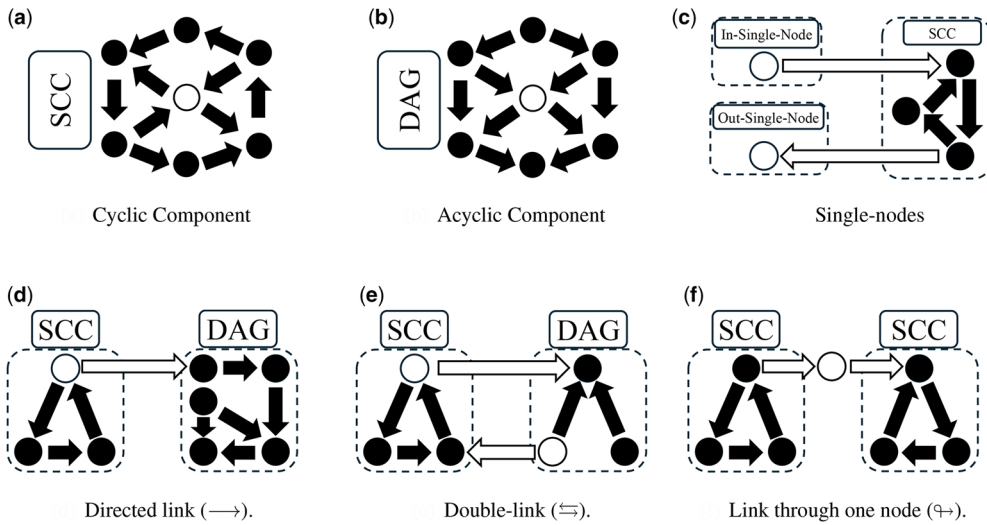 (a)
SCC
Cyclic Component
(b)
DAG
Acyclic Component
(c)
In-Single-Node
SCC
Out-Single-Node
Single-nodes
(d)
SCC
DAG
Directed link (⟶).
(e)
SCC
DAG
Double-link (⇆).
(f)
SCC
SCC
Link through one node (↬).